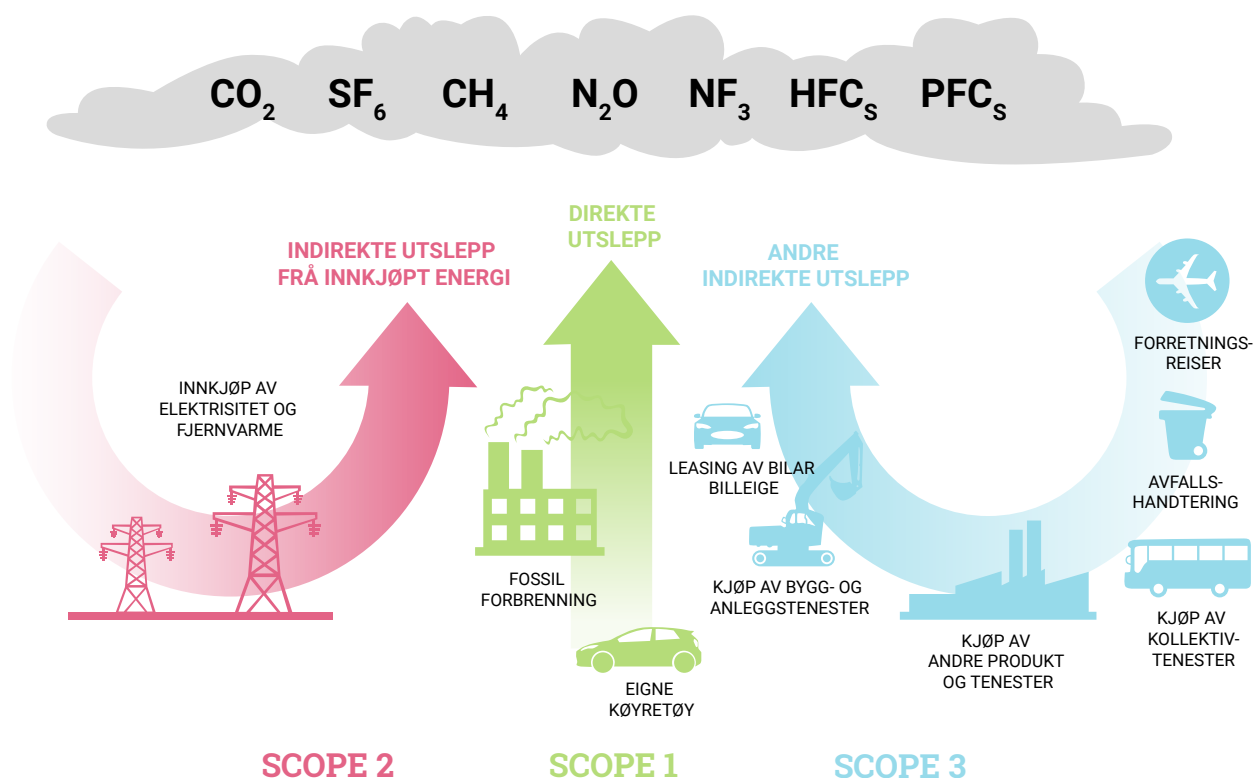 CO₂ SF₆ CH₄ N₂O NF₃ HFCₛ PFCₛ
INDIREKTE UTSLEPP
FRÅ INNKJØPT ENERGI
DIREKTE
UTSLEPP
ANDRE
INDIREKTE UTSLEPP
INNKJØP AV
ELEKTRISITET OG
FJERNVARME
FOSSIL
FORBRENNING
EIGNE
KØYRETØY
LEASING AV BILAR
BILLEIGE
KJØP AV BYGG- OG
ANLEGGSTENESTER
KJØP AV
ANDRE PRODUKT
OG TENESTER
FORRETNINGS-
REISER
AVFALLS-
HANDTERING
KJØP AV
KOLLEKTIV-
TENESTER
SCOPE 2
SCOPE 1
SCOPE 3